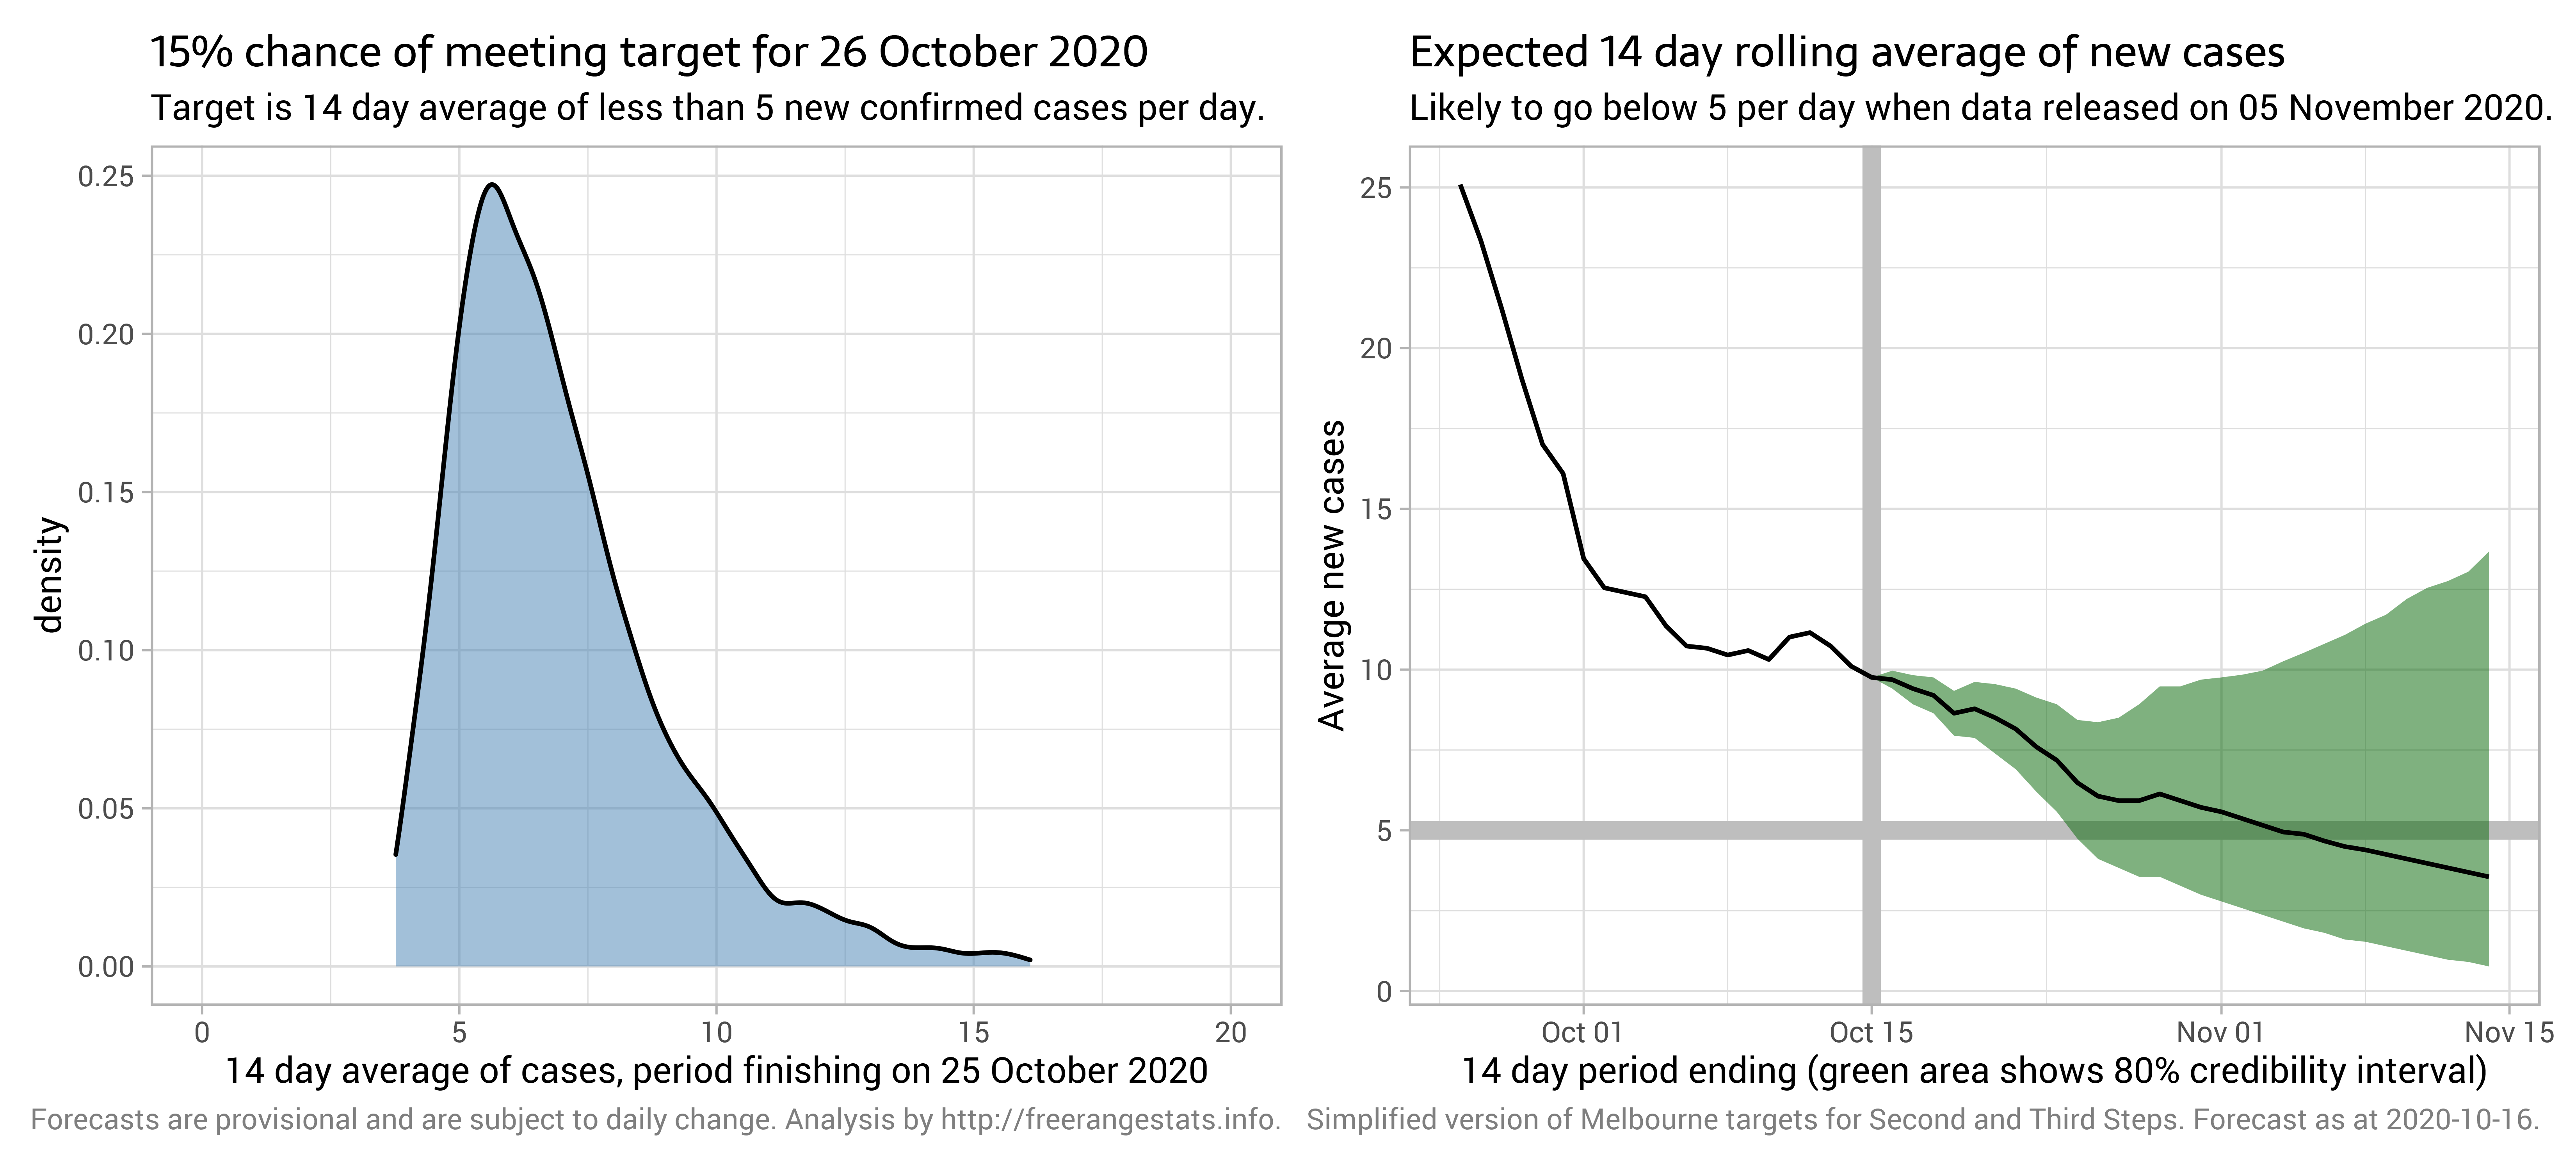 15% chance of meeting target for 26 October 2020
Target is 14 day average of less than 5 new confirmed cases per day.
0.25
0.20
0.15
0.10
0.05
0.00
density
0 5 10 15 20
14 day average of cases, period finishing on 25 October 2020
Forecasts are provisional and are subject to daily change. Analysis by http://freerangestats.info.
Expected 14 day rolling average of new cases
Likely to go below 5 per day when data released on 05 November 2020.
25
20
15
10
5
0
Average new cases
Oct 01 Oct 15 Nov 01 Nov 15
14 day period ending (green area shows 80% credibility interval)
Simplified version of Melbourne targets for Second and Third Steps. Forecast as at 2020-10-16.